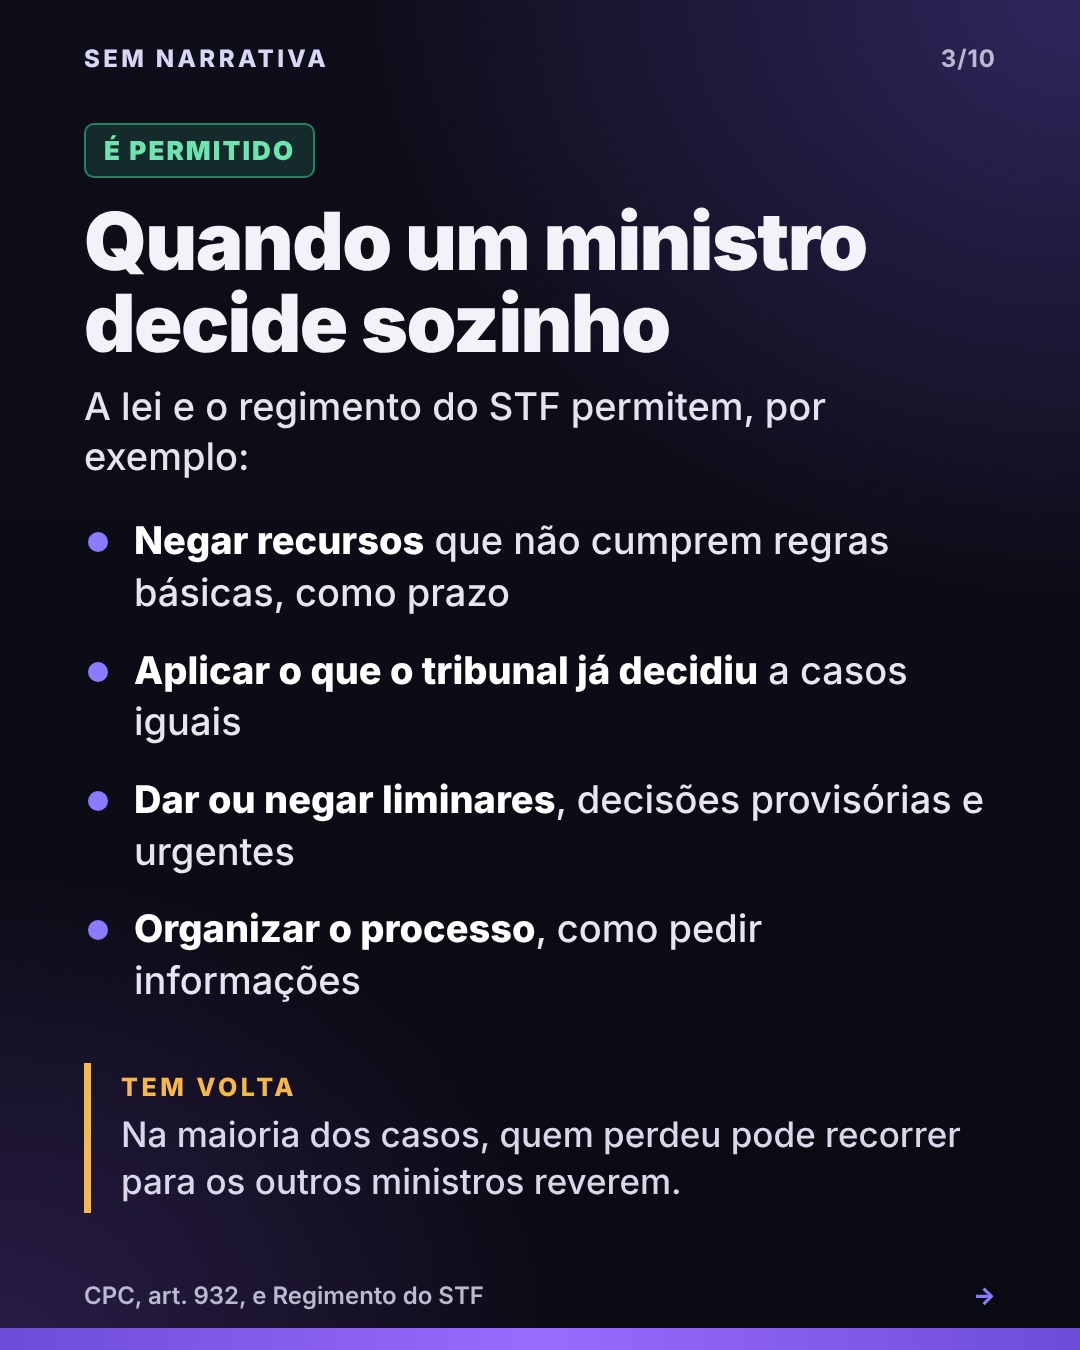 SEM NARRATIVA
3/10
É PERMITIDO
Quando um ministro
decide sozinho
A lei e o regimento do STF permitem, por
exemplo:
Negar recursos que não cumprem regras
básicas, como prazo
Aplicar o que o tribunal já decidiu a casos
iguais
Dar ou negar liminares, decisões provisórias e
urgentes
Organizar o processo, como pedir
informações
TEM VOLTA
Na maioria dos casos, quem perdeu pode recorrer
para os outros ministros reverem.
CPC, art. 932, e Regimento do STF
→